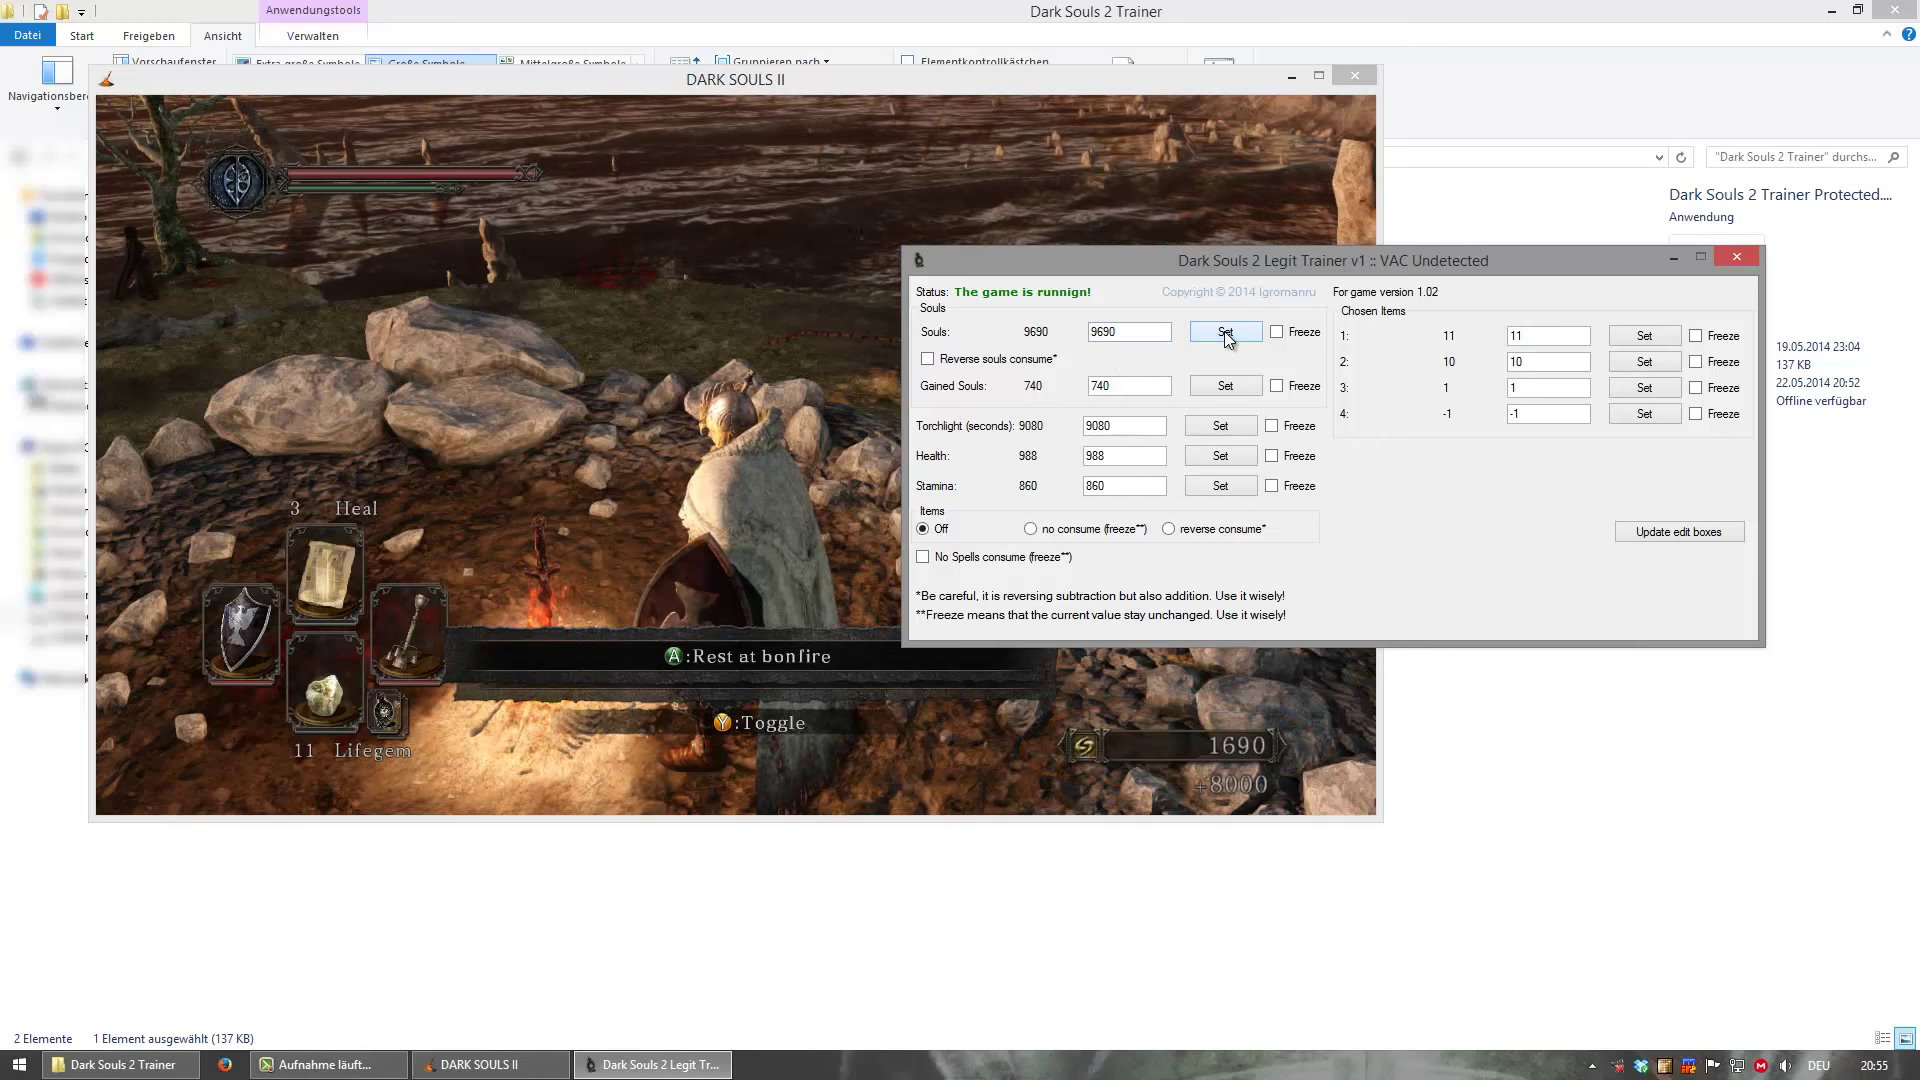 Anwendungstools
Dark Souls 2 Trainer
Datei
Start
Freigeben
Ansicht
Verwalten
Vorschaufenster
Extra große Symbole
Große Symbole
Mittelgroße Symbole
Gruppieren nach
Elementkontrollkästchen
DARK SOULS II
"Dark Souls 2 Trainer" durchs...
Dark Souls 2 Trainer Protected....
Anwendung
19.05.2014 23:04
137 KB
22.05.2014 20:52
Offline verfügbar
Dark Souls 2 Legit Trainer v1 :: VAC Undetected
Status: The game is runnign! Copyright © 2014 Igromanru For game version 1.02
Souls
Souls: 9690 9690 Set Freeze
Reverse souls consume*
Gained Souls: 740 740 Set Freeze
Torchlight (seconds): 9080 9080 Set Freeze
Health: 988 988 Set Freeze
Stamina: 860 860 Set Freeze
Items
Off no consume (freeze**) reverse consume*
No Spells consume (freeze**)
*Be careful, it is reversing subtraction but also addition. Use it wisely!
**Freeze means that the current value stay unchanged. Use it wisely!
Chosen Items
1: 11 11 Set Freeze
2: 10 10 Set Freeze
3: 1 1 Set Freeze
4: -1 -1 Set Freeze
Update edit boxes
3 Heal
11 Lifegem
A:Rest at bonfire
Y:Toggle
1690
+8000
2 Elemente 1 Element ausgewählt (137 KB)
Dark Souls 2 Trainer
Aufnahme läuft...
DARK SOULS II
Dark Souls 2 Legit Tr...
DEU
20:55